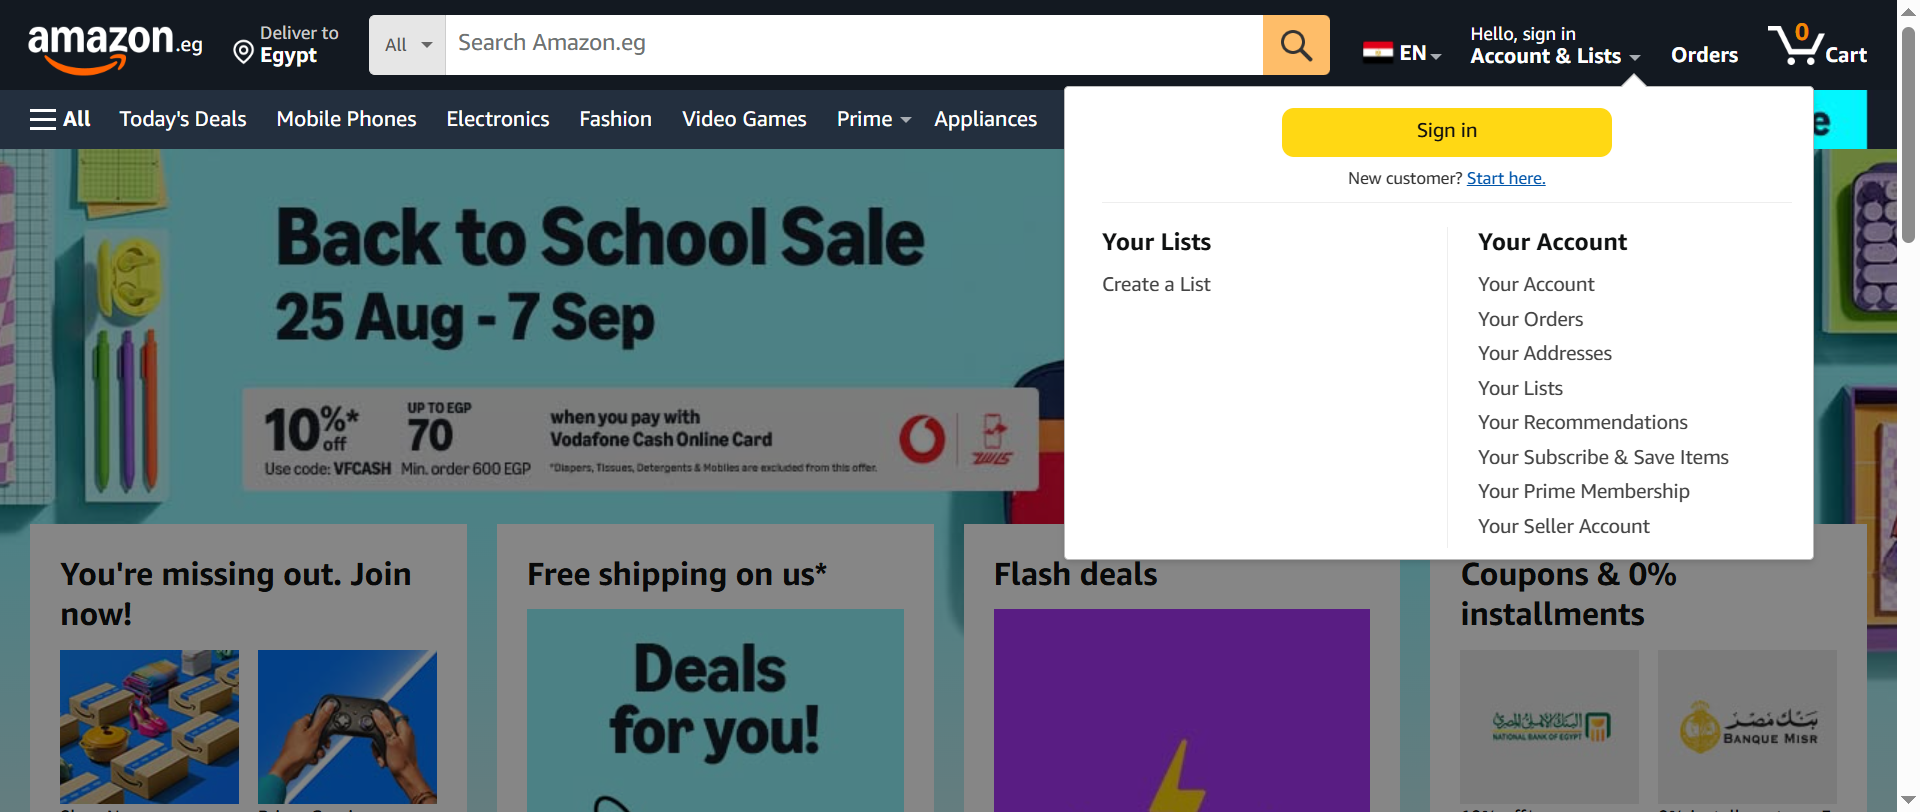 amazon.eg
Deliver to
Egypt
All
Search Amazon.eg
EN
Hello, sign in
Account & Lists
Orders
0
Cart
All
Today's Deals
Mobile Phones
Electronics
Fashion
Video Games
Prime
Appliances
Sign in
New customer? Start here.
Your Lists
Create a List
Your Account
Your Account
Your Orders
Your Addresses
Your Lists
Your Recommendations
Your Subscribe & Save Items
Your Prime Membership
Your Seller Account
Back to School Sale
25 Aug - 7 Sep
10%* off
Use code: VFCASH
UP TO EGP
70
Min. order 600 EGP
when you pay with
Vodafone Cash Online Card
*Diapers, Tissues, Detergents & Mobiles are excluded from this offer.
You're missing out. Join
now!
Free shipping on us*
Deals
for you!
Flash deals
Coupons & 0%
installments
البنك الأهلي المصري
NATIONAL BANK OF EGYPT
بنك مصر
BANQUE MISR